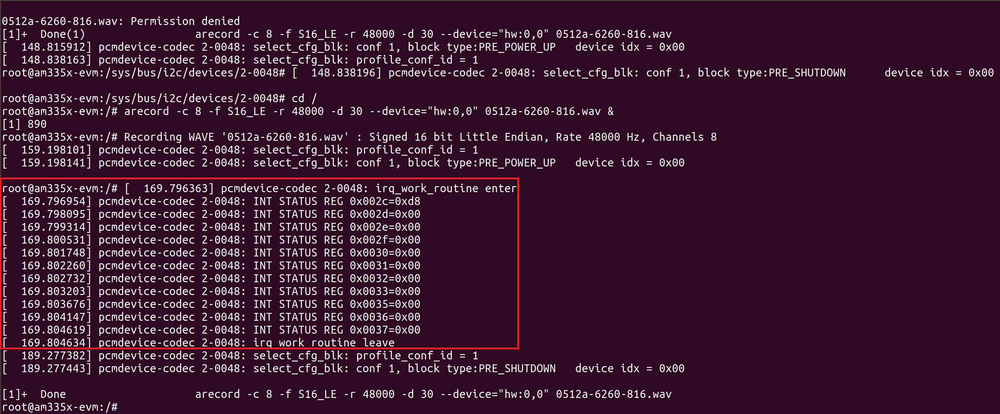 0512a-6260-816.wav: Permission denied
[1]+  Done(1)                 arecord -c 8 -f S16_LE -r 48000 -d 30 --device="hw:0,0" 0512a-6260-816.wav
[  148.815912] pcmdevice-codec 2-0048: select_cfg_blk: conf 1, block type:PRE_POWER_UP   device idx = 0x00
[  148.838163] pcmdevice-codec 2-0048: select_cfg_blk: profile_conf_id = 1
root@am335x-evm:/sys/bus/i2c/devices/2-0048# [  148.838196] pcmdevice-codec 2-0048: select_cfg_blk: conf 1, block type:PRE_SHUTDOWN      device idx = 0x00
root@am335x-evm:/sys/bus/i2c/devices/2-0048# cd /
root@am335x-evm:/# arecord -c 8 -f S16_LE -r 48000 -d 30 --device="hw:0,0" 0512a-6260-816.wav &
[1] 890
root@am335x-evm:/# Recording WAVE '0512a-6260-816.wav' : Signed 16 bit Little Endian, Rate 48000 Hz, Channels 8
[  159.198101] pcmdevice-codec 2-0048: select_cfg_blk: profile_conf_id = 1
[  159.198141] pcmdevice-codec 2-0048: select_cfg_blk: conf 1, block type:PRE_POWER_UP   device idx = 0x00
root@am335x-evm:/# [  169.796363] pcmdevice-codec 2-0048: irq_work_routine enter
[  169.796954] pcmdevice-codec 2-0048: INT STATUS REG 0x002c=0xd8
[  169.798095] pcmdevice-codec 2-0048: INT STATUS REG 0x002d=0x00
[  169.799314] pcmdevice-codec 2-0048: INT STATUS REG 0x002e=0x00
[  169.800531] pcmdevice-codec 2-0048: INT STATUS REG 0x002f=0x00
[  169.801748] pcmdevice-codec 2-0048: INT STATUS REG 0x0030=0x00
[  169.802260] pcmdevice-codec 2-0048: INT STATUS REG 0x0031=0x00
[  169.802732] pcmdevice-codec 2-0048: INT STATUS REG 0x0032=0x00
[  169.803203] pcmdevice-codec 2-0048: INT STATUS REG 0x0033=0x00
[  169.803676] pcmdevice-codec 2-0048: INT STATUS REG 0x0035=0x00
[  169.804147] pcmdevice-codec 2-0048: INT STATUS REG 0x0036=0x00
[  169.804619] pcmdevice-codec 2-0048: INT STATUS REG 0x0037=0x00
[  169.804634] pcmdevice-codec 2-0048: irq_work_routine leave
[  189.277382] pcmdevice-codec 2-0048: select_cfg_blk: profile_conf_id = 1
[  189.277443] pcmdevice-codec 2-0048: select_cfg_blk: conf 1, block type:PRE_SHUTDOWN   device idx = 0x00
[1]+  Done                    arecord -c 8 -f S16_LE -r 48000 -d 30 --device="hw:0,0" 0512a-6260-816.wav
root@am335x-evm:/#